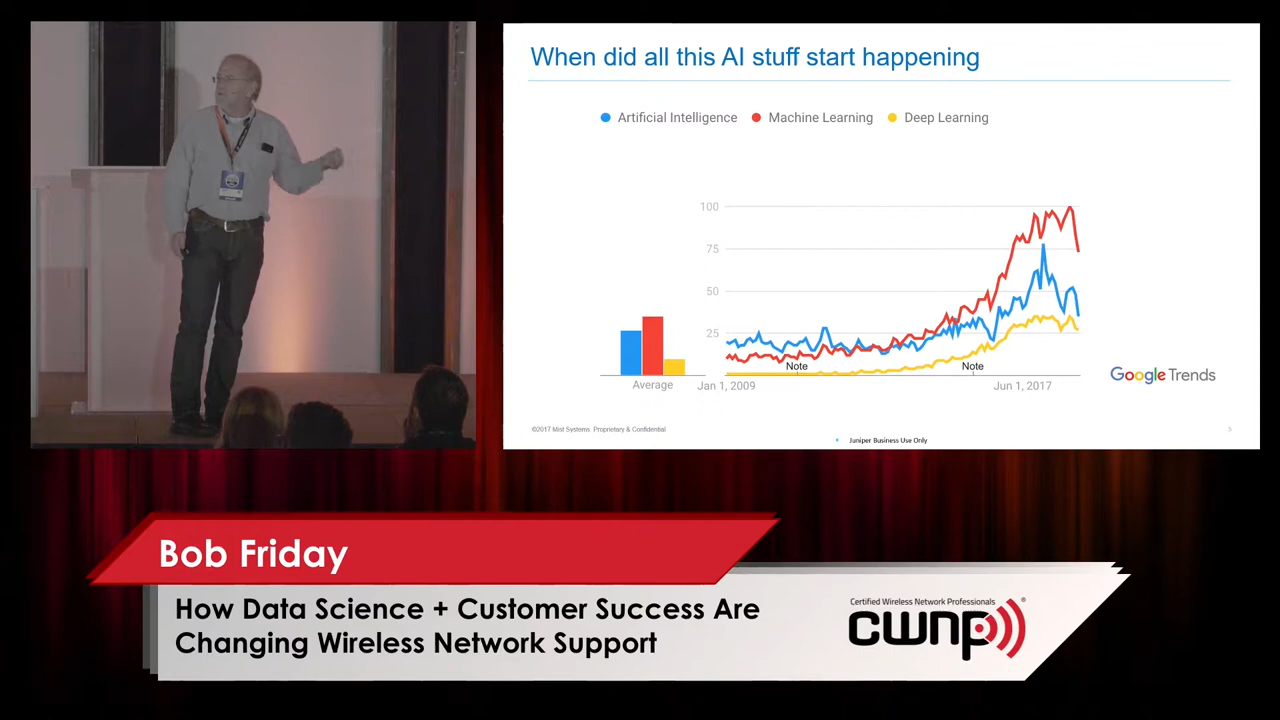 When did all this AI stuff start happening
Artificial Intelligence Machine Learning Deep Learning
100
75
50
25
Note Note
Average Jan 1, 2009 Jun 1, 2017
Google Trends
©2017 Mist Systems: Proprietary & Confidential
Juniper Business Use Only
Bob Friday
How Data Science + Customer Success Are
Changing Wireless Network Support
Certified Wireless Network Professionals ®
cwnp